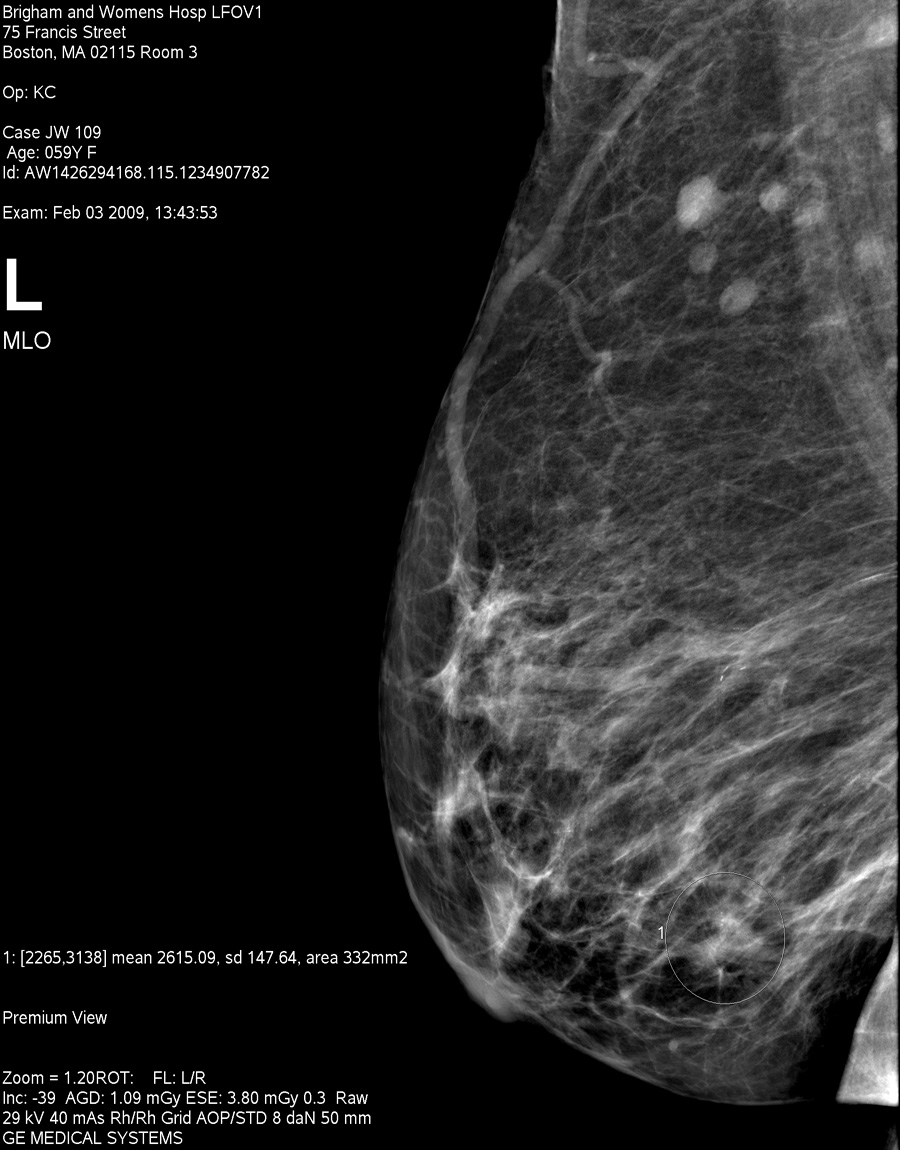 Brigham and Womens Hosp LFOV1
75 Francis Street
Boston, MA 02115 Room 3
Op: KC
Case JW 109
Age: 059Y F
Id: AW1426294168.115.1234907782
Exam: Feb 03 2009, 13:43:53
L
MLO
1
1: [2265,3138] mean 2615.09, sd 147.64, area 332mm2
Premium View
Zoom = 1.20ROT: FL: L/R
Inc: -39 AGD: 1.09 mGy ESE: 3.80 mGy 0.3 Raw
29 kV 40 mAs Rh/Rh Grid AOP/STD 8 daN 50 mm
GE MEDICAL SYSTEMS